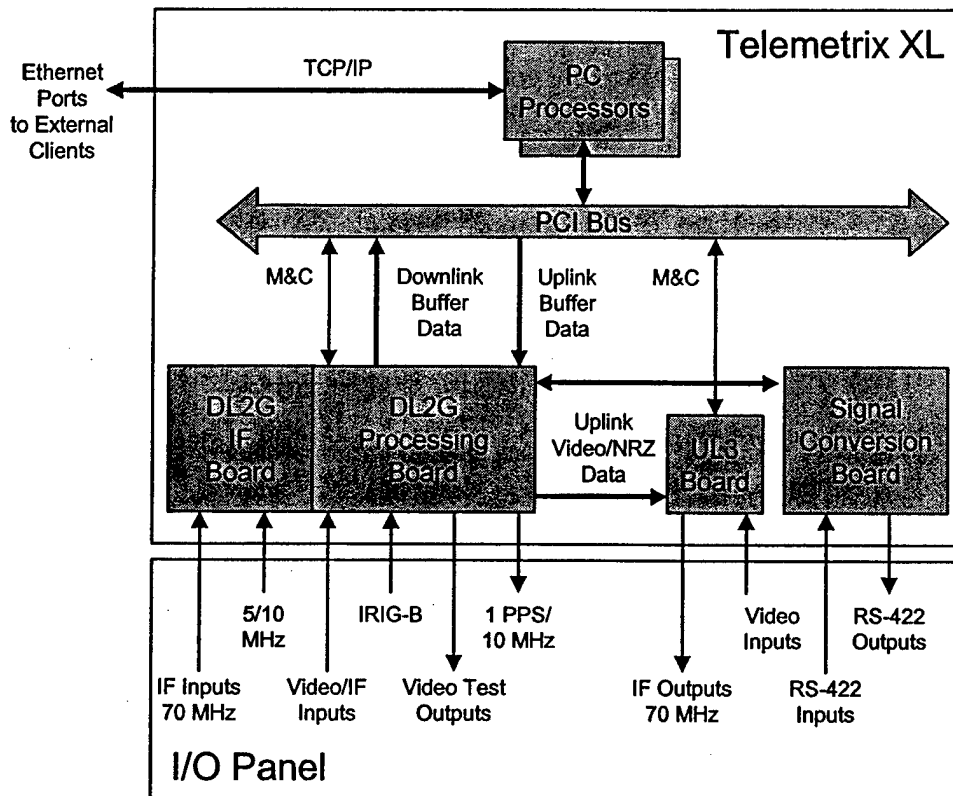 Telemetrix XL
Ethernet
Ports
to External
Clients
TCP/IP
PC
Processors
PCI Bus
M&C
Downlink
Buffer
Data
Uplink
Buffer
Data
M&C
DL2G
IF
Board
DL2G
Processing
Board
Uplink
Video/NRZ
Data
UL3
Board
Signal
Conversion
Board
5/10
MHz
IRIG-B
1 PPS/
10 MHz
Video
Inputs
RS-422
Outputs
IF Inputs
70 MHz
Video/IF
Inputs
Video Test
Outputs
IF Outputs
70 MHz
RS-422
Inputs
I/O Panel